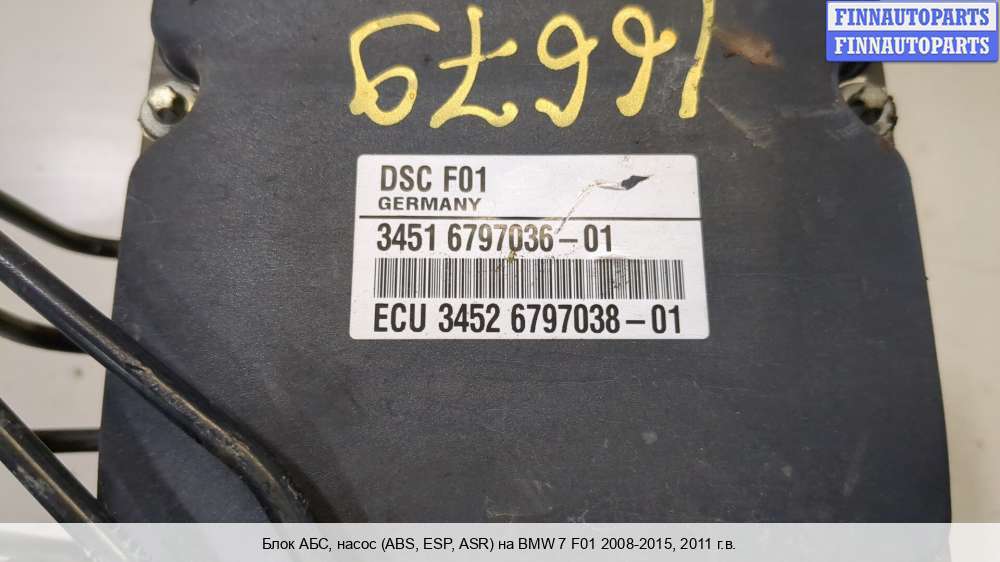 FINNAUTOPARTS
FINNAUTOPARTS
16679
DSC F01
GERMANY
3451 6797036-01
ECU 3452 6797038-01
Блок АБС, насос (ABS, ESP, ASR) на BMW 7 F01 2008-2015, 2011 г.в.